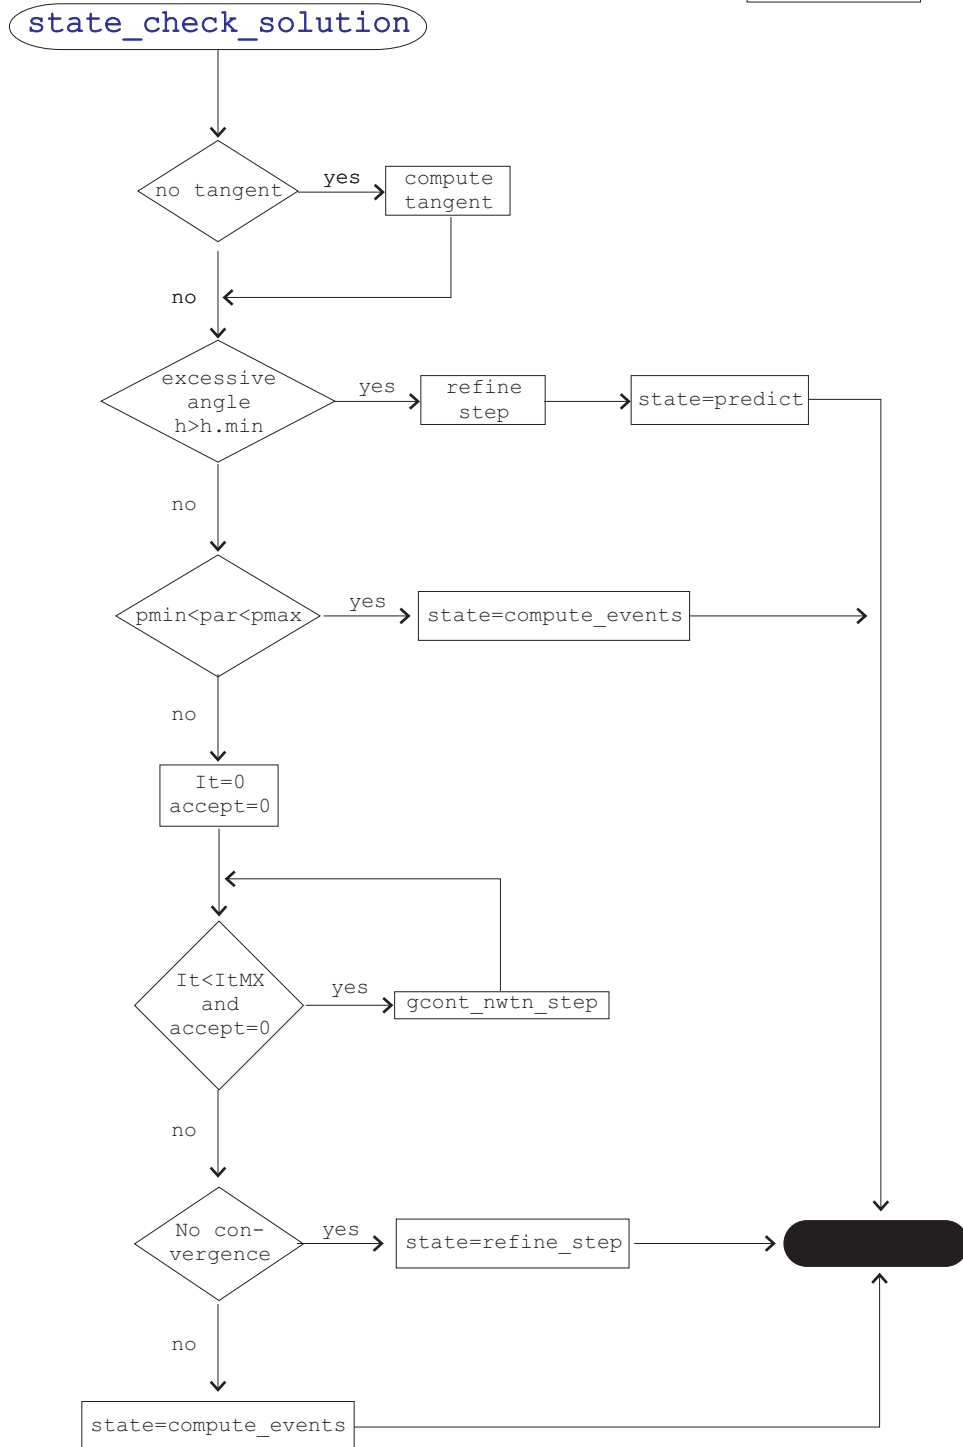 state_check_solution
no tangent
yes
compute
tangent
no
excessive
angle
h>h.min
yes
refine
step
state=predict
no
pmin<par<pmax
yes
state=compute_events
no
It=0
accept=0
It<ItMX
and
accept=0
yes
gcont_nwtn_step
no
No con-
vergence
yes
state=refine_step
no
state=compute_events